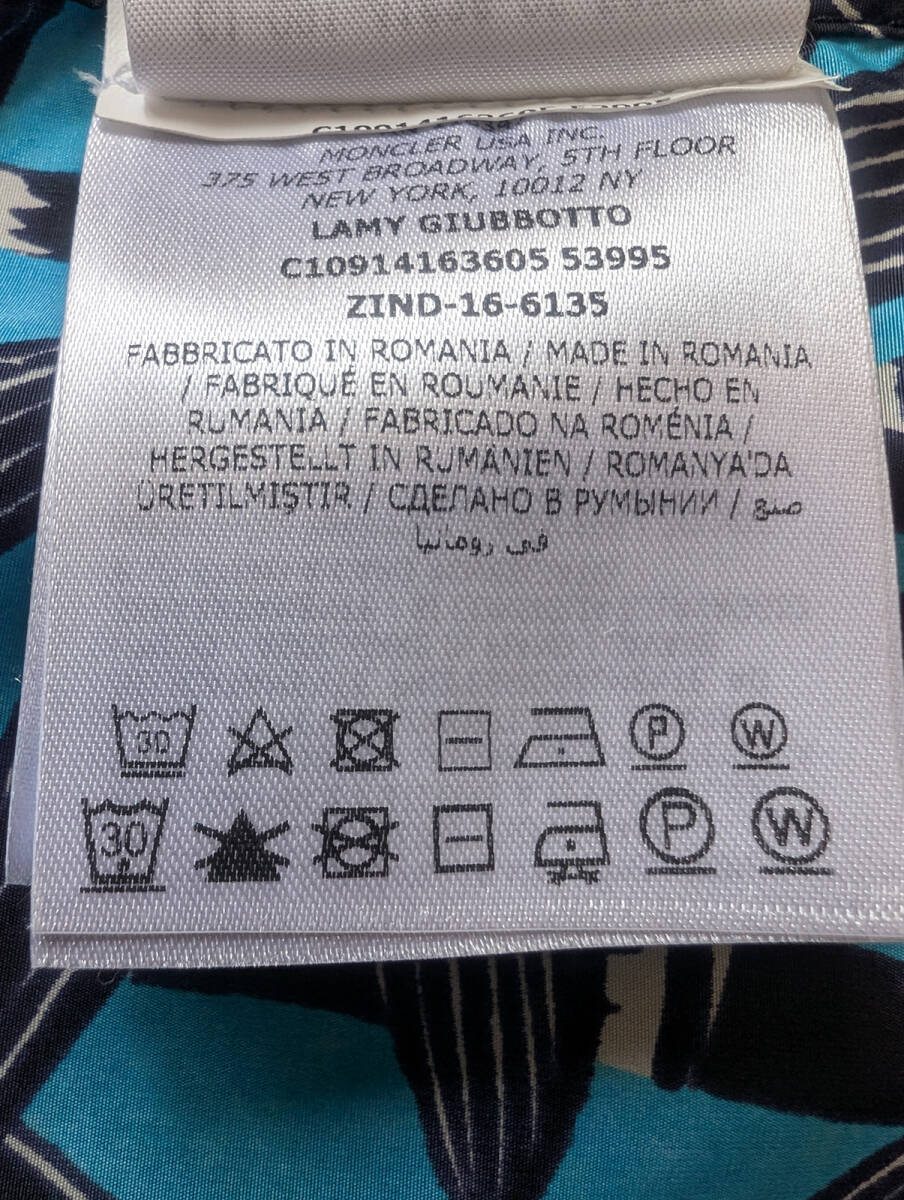 MONCLER USA INC.
375 WEST BROADWAY, 5TH FLOOR
NEW YORK, 10012 NY
LAMY GIUBBOTTO
C10914163605 53995
ZIND-16-6135
FABBRICATO IN ROMANIA / MADE IN ROMANIA
/ FABRIQUÉ EN ROUMANIE / HECHO EN
RUMANIA / FABRICADO NA ROMÉNIA /
HERGESTELLT IN RUMÄNIEN / ROMANYA'DA
ÜRETILMIŞTIR / СДЕЛАНО В РУМЫНИИ / صنع
في رومانيا
30 P W
30 P W